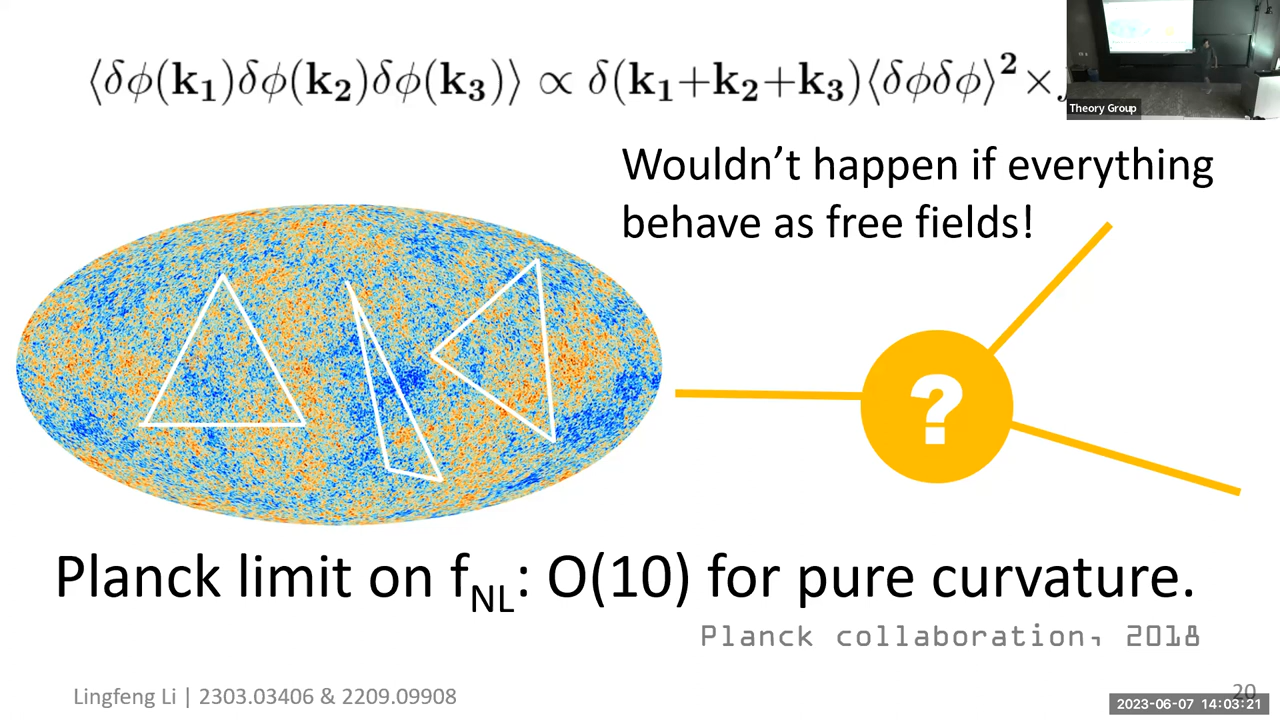 ⟨δϕ(k₁)δϕ(k₂)δϕ(k₃)⟩ ∝ δ(k₁+k₂+k₃)⟨δϕδϕ⟩²×
Theory Group
Wouldn't happen if everything
behave as free fields!
?
Planck limit on f_NL: O(10) for pure curvature.
Planck collaboration, 2018
Lingfeng Li | 2303.03406 & 2209.09908
20
2023-06-07 14:03:21